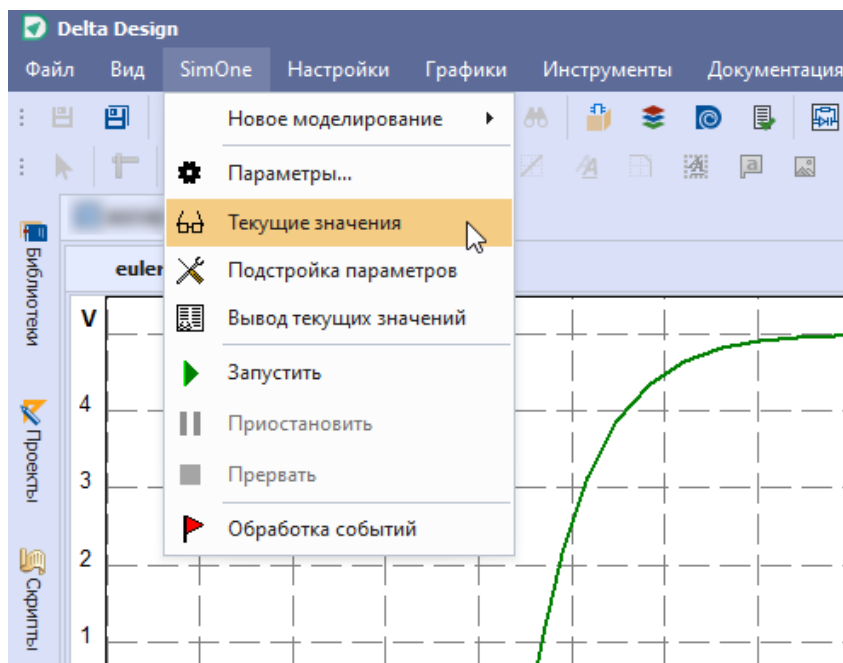 Delta Design
Файл Вид SimOne Настройки Графики Инструменты Документация
Новое моделирование
Параметры...
Текущие значения
Подстройка параметров
Вывод текущих значений
Запустить
Приостановить
Прервать
Обработка событий
Библиотеки
Проекты
Скрипты
euler
V
4
3
2
1
a